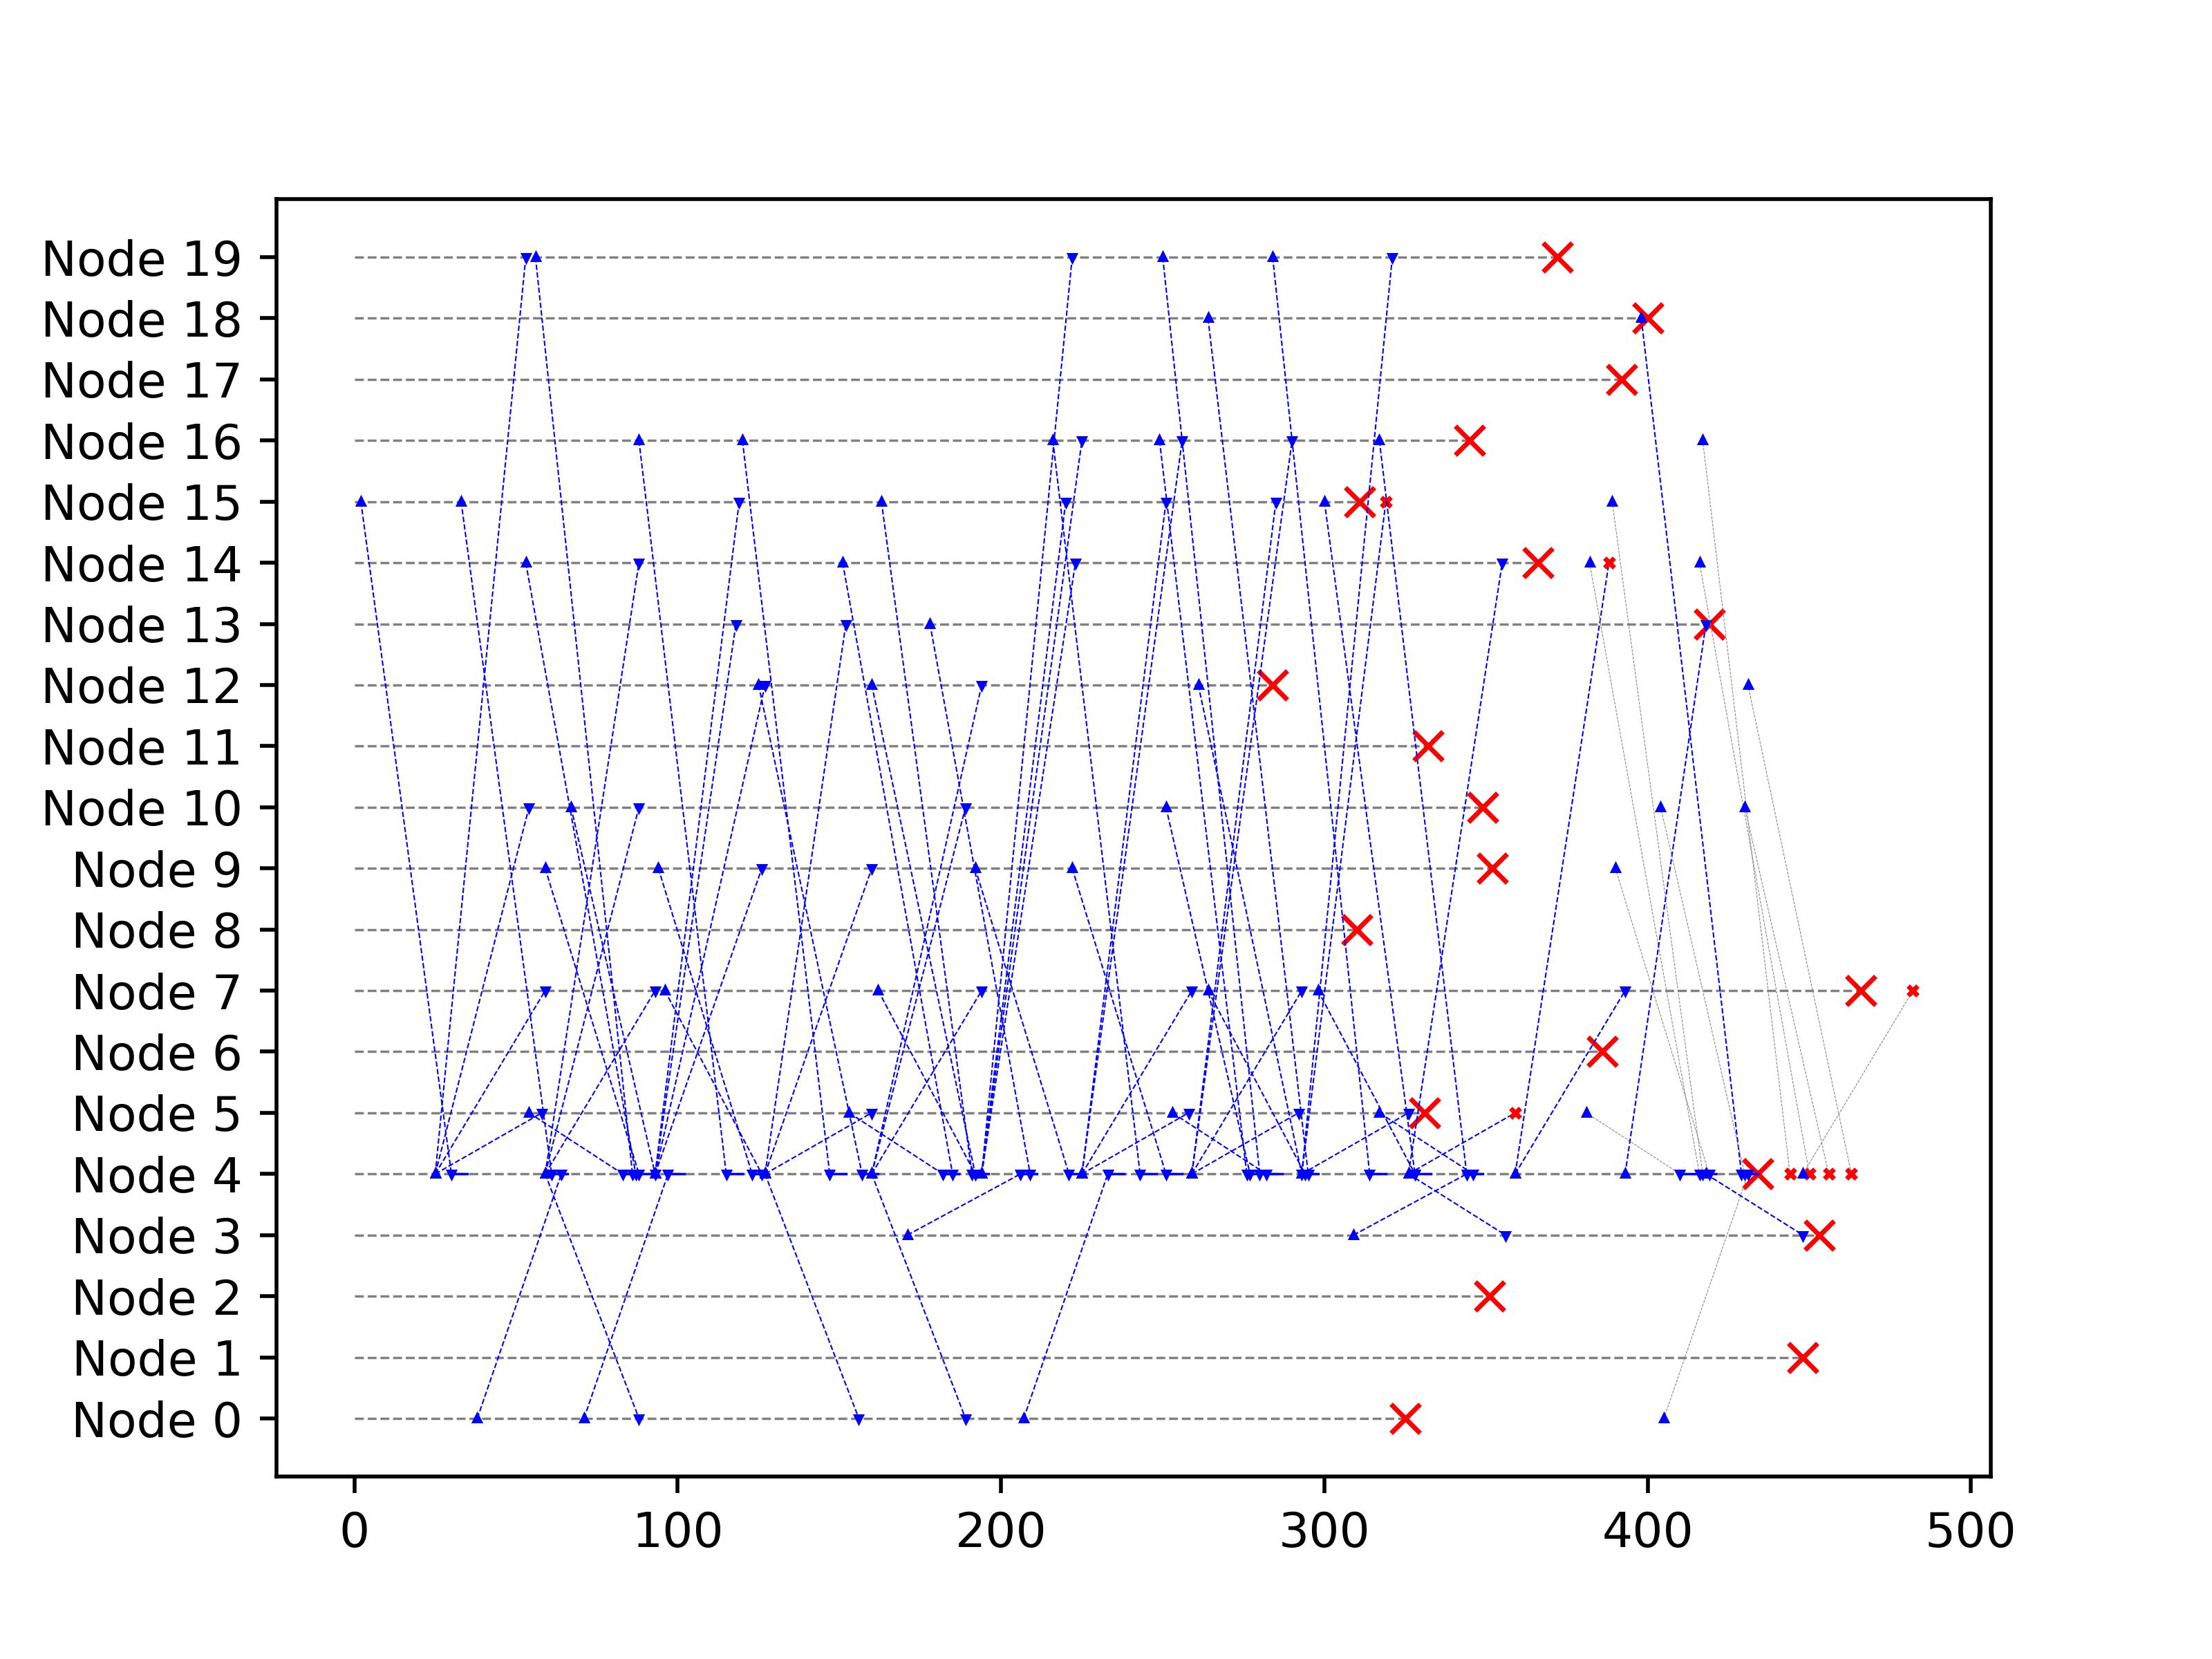 Node 19
Node 18
Node 17
Node 16
Node 15
Node 14
Node 13
Node 12
Node 11
Node 10
Node 9
Node 8
Node 7
Node 6
Node 5
Node 4
Node 3
Node 2
Node 1
Node 0
0 100 200 300 400 500